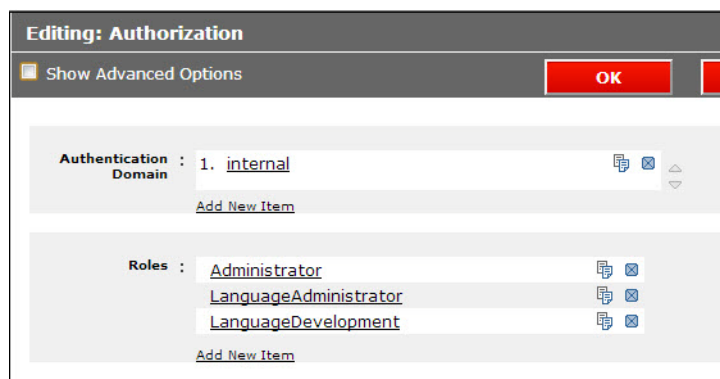 Editing: Authorization
Show Advanced Options
OK
Authentication : 1. internal
Domain
Add New Item
Roles : Administrator
LanguageAdministrator
LanguageDevelopment
Add New Item